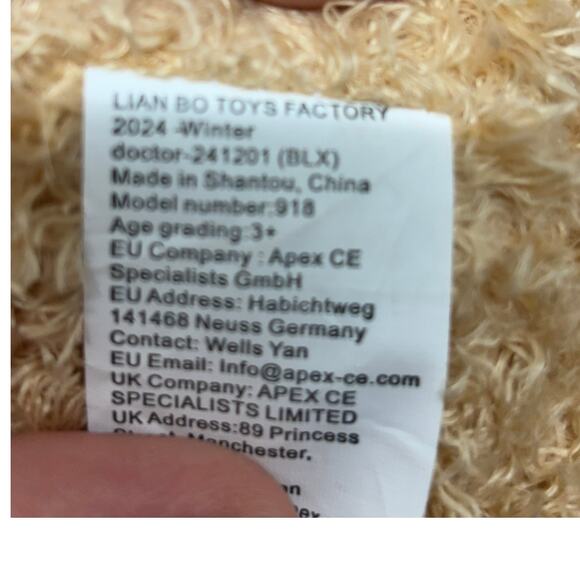 LIAN BO TOYS FACTORY
2024 -Winter
doctor-241201 (BLX)
Made in Shantou, China
Model number:918
Age grading:3+
EU Company : Apex CE
Specialists GmbH
EU Address: Habichtweg
141468 Neuss Germany
Contact: Wells Yan
EU Email: Info@apex-ce.com
UK Company: APEX CE
SPECIALISTS LIMITED
UK Address:89 Princess
Manchester.